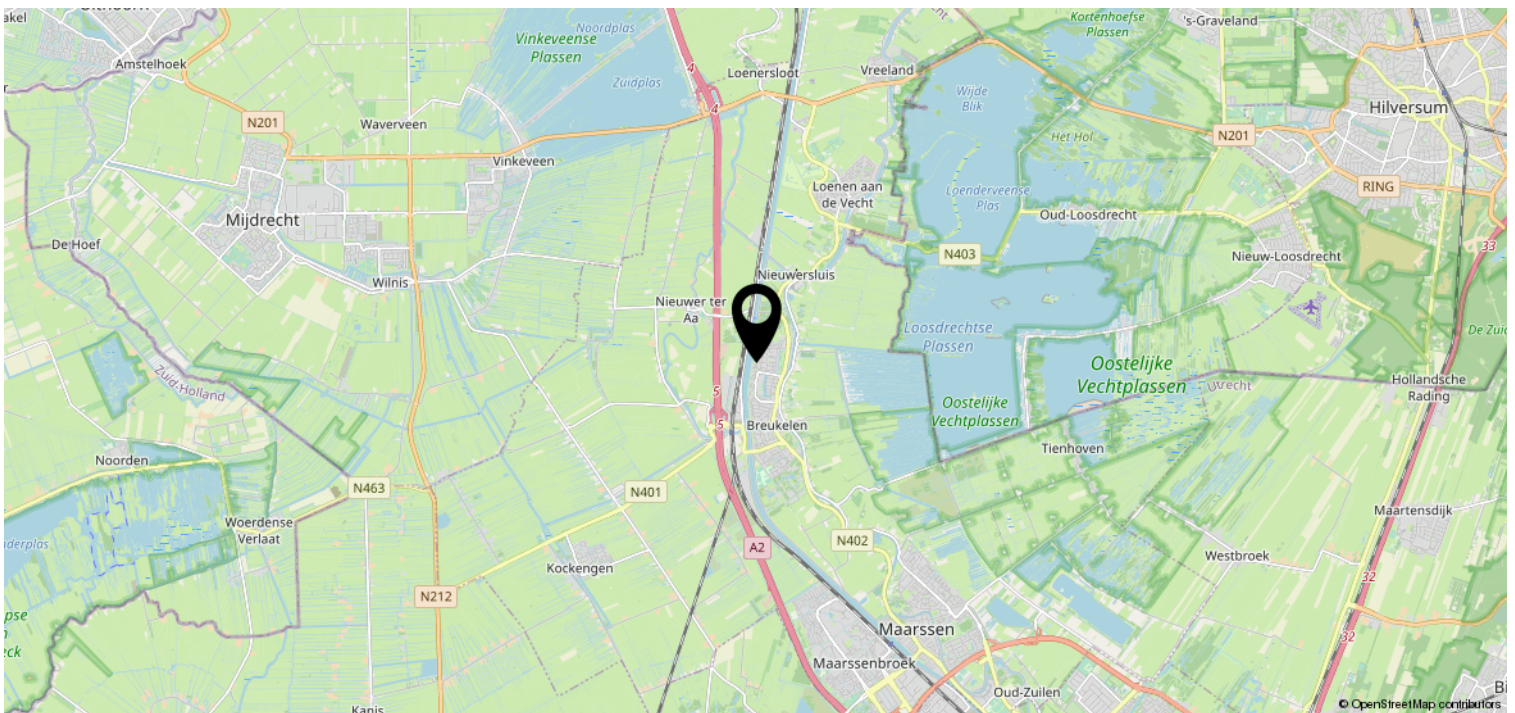 Noordplas
Kortenhoefse
Plassen
's-Graveland
Vinkeveense
Plassen
4
Amstelhoek
Loenersloot
Vreeland
Zuidplas
Wijde
Blik
4
Hilversum
N201
Waverveen
Het Hol
N201
Vinkeveen
Loenen aan
de Vecht
Loenderveense
Plas
RING
Mijdrecht
Oud-Loosdrecht
De Hoef
N403
33
Nieuw-Loosdrecht
Nieuwersluis
Wilnis
Nieuwer ter
Aa
Loosdrechtse
Plassen
De Zuid
Oostelijke
Vechtplassen
Zuid-Holland
Utrecht
Hollandsche
Rading
5
Oostelijke
Vechtplassen
5
Breukelen
Tienhoven
Noorden
N463
N401
Woerdense
Verlaat
Maartensdijk
A2
N402
Westbroek
Kockengen
32
N212
Maarssen
32
Maarssenbroek
Oud-Zuilen
Kanis
© OpenStreetMap contributors